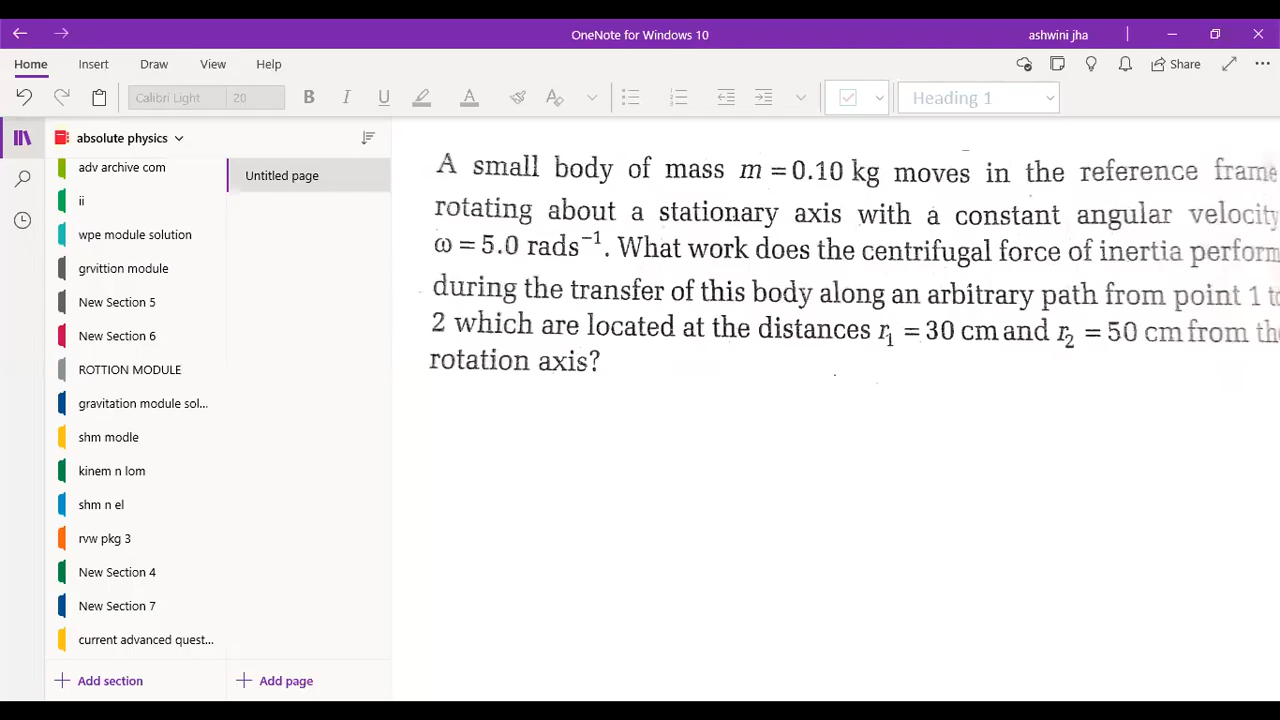 OneNote for Windows 10
ashwini jha
Home Insert Draw View Help
Share
Calibri Light 20 B I U A Heading 1
absolute physics
adv archive com
ii
wpe module solution
grvittion module
New Section 5
New Section 6
ROTTION MODULE
gravitation module sol...
shm modle
kinem n lom
shm n el
rvw pkg 3
New Section 4
New Section 7
current advanced quest...
Add section
Untitled page
Add page
A small body of mass m = 0.10 kg moves in the reference frame
rotating about a stationary axis with a constant angular velocity
ω = 5.0 rads⁻¹. What work does the centrifugal force of inertia perform
during the transfer of this body along an arbitrary path from point 1
2 which are located at the distances r₁ = 30 cm and r₂ = 50 cm from
rotation axis?